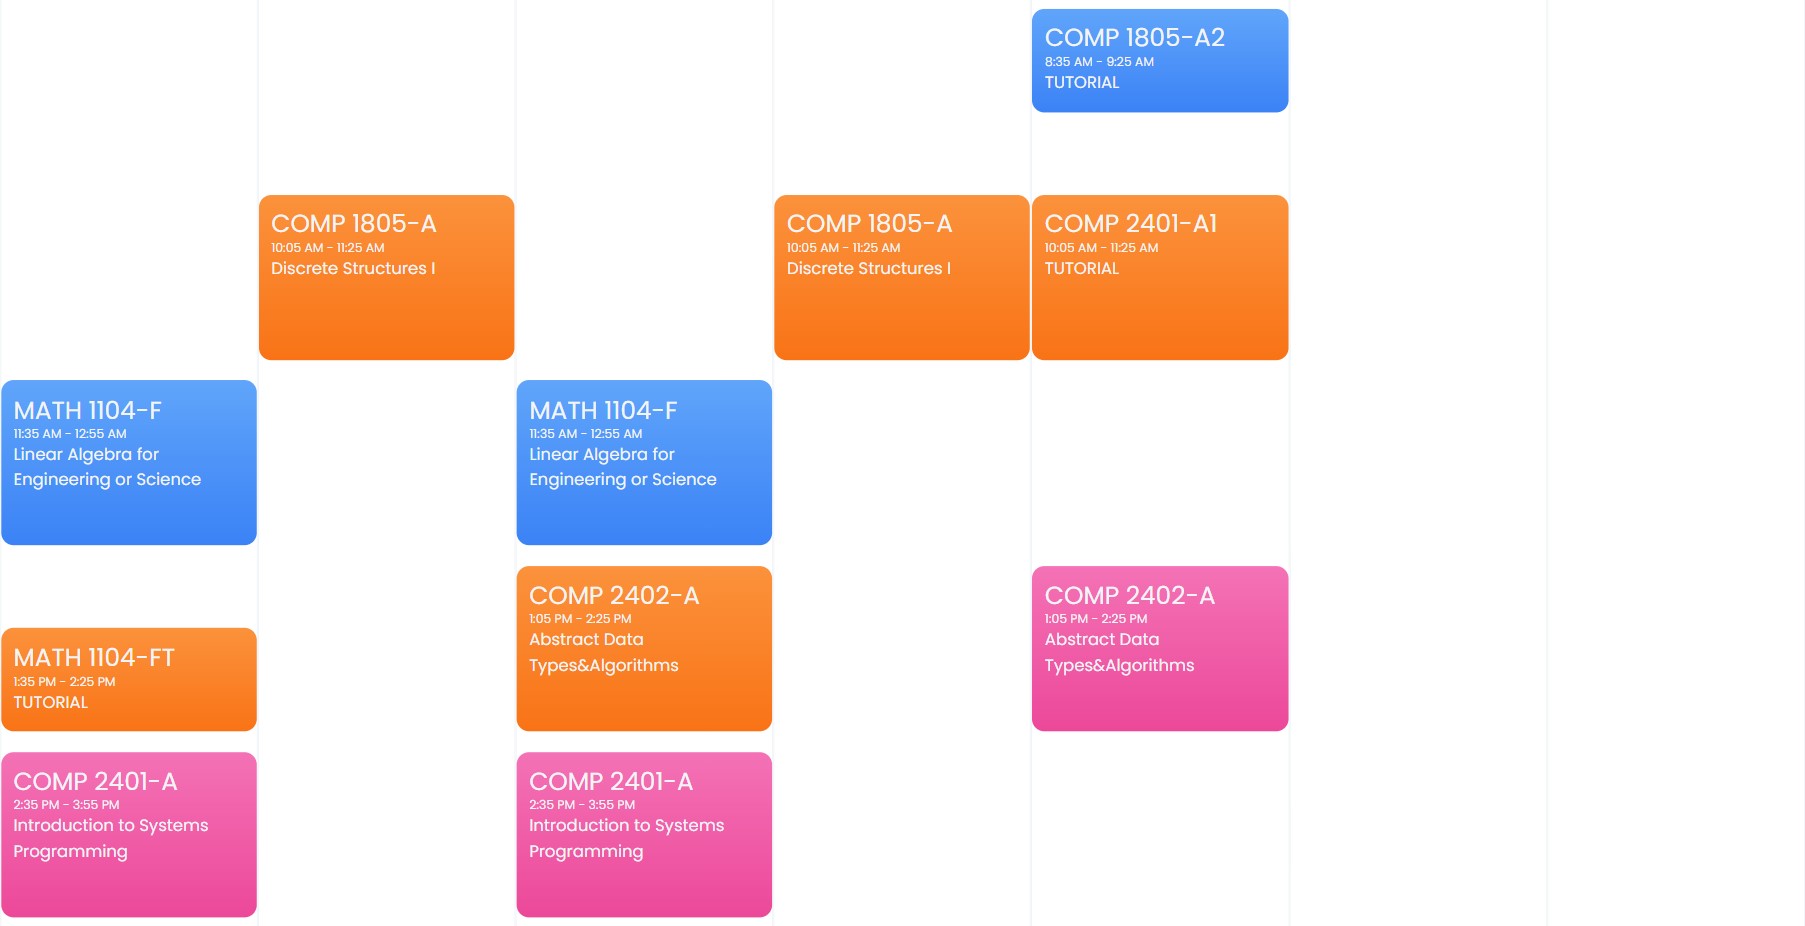 COMP 1805-A2
8:35 AM - 9:25 AM
TUTORIAL
COMP 1805-A
10:05 AM - 11:25 AM
Discrete Structures I
COMP 1805-A
10:05 AM - 11:25 AM
Discrete Structures I
COMP 2401-A1
10:05 AM - 11:25 AM
TUTORIAL
MATH 1104-F
11:35 AM - 12:55 AM
Linear Algebra for
Engineering or Science
MATH 1104-F
11:35 AM - 12:55 AM
Linear Algebra for
Engineering or Science
COMP 2402-A
1:05 PM - 2:25 PM
Abstract Data
Types&Algorithms
COMP 2402-A
1:05 PM - 2:25 PM
Abstract Data
Types&Algorithms
MATH 1104-FT
1:35 PM - 2:25 PM
TUTORIAL
COMP 2401-A
2:35 PM - 3:55 PM
Introduction to Systems
Programming
COMP 2401-A
2:35 PM - 3:55 PM
Introduction to Systems
Programming